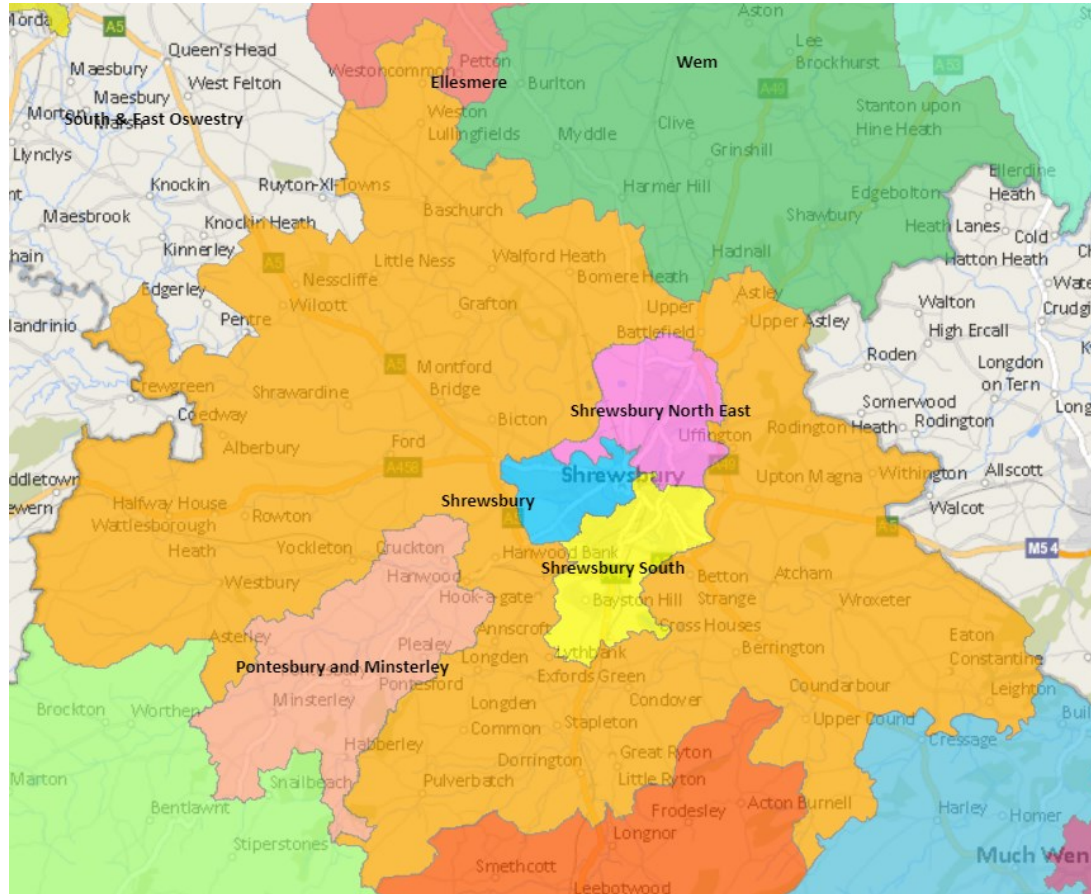 Morda
A5
Queen's Head
Petton
Aston
Lee
Brockhurst
A53
Maesbury
West Felton
Westoncommon
Ellesmere
Burlton
Wem
A49
Maesbury
Marsh
Weston
Lullingfields
Stanton upon
Hine Heath
South & East Oswestry
Myddle
Clive
Llynclys
Grinshill
Knockin
Ruyton-XI-Towns
Harmer Hill
Edgebolton
Ellerdine
Heath
Maesbrook
Knockin Heath
Baschurch
Shawbury
Heath Lanes
Cold
Kinnerley
Hadnall
Hatton Heath
A5
Little Ness
Walford Heath
Nesscliffe
Bomere Heath
Edgerley
Wilcott
Grafton
Upper
Astley
Walton
Pentre
Battlefield
Upper Astley
High Ercall
Montford
Bridge
A5
Roden
Longdon
on Tern
Crewgreen
Shrawardine
Coedway
Bicton
Shrewsbury North East
Somerwood
Heath
Rodington
Alberbury
Ford
Uffington
Rodington
A458
Shrewsbury
A49
Upton Magna
Withington
Allscott
Halfway House
Shrewsbury
Walcot
Rowton
Wattlesborough
Heath
Yockleton
Cruckton
Hanwood Bank
M54
Westbury
Hanwood
Shrewsbury South
Betton
Strange
Atcham
Hook-a-gate
Bayston Hill
Wroxeter
Asterley
Plealey
Annscroft
Cross Houses
Eaton
Constantine
Pontesbury and Minsterley
Longden
Lythbank
Berrington
Pontesford
Exfords Green
Brockton
Worthen
Minsterley
Longden
Common
Condover
Coundarbour
Leighton
Stapleton
Upper Cound
Habberley
Dorrington
Great Ryton
Cressage
Marton
Snailbeach
Pulverbatch
Little Ryton
Bentlawnt
Frodesley
Acton Burnell
Harley
Homer
Stiperstones
Longnor
Smethcott
Leebotwood
Much Wen